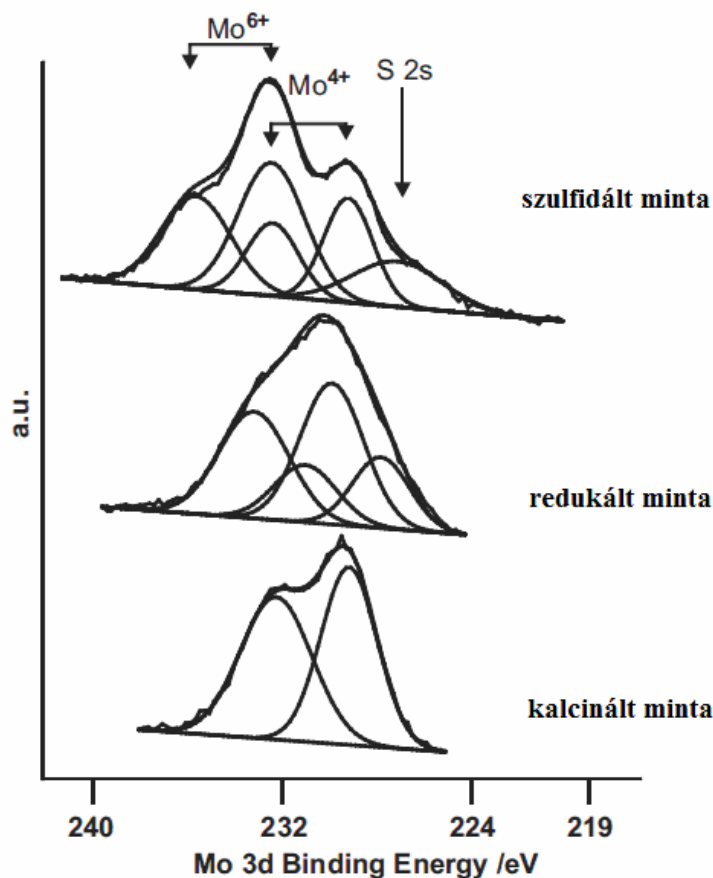 Mo6+
Mo4+
S 2s
szulfidált minta
redukált minta
a.u.
kalcinált minta
240 232 224 219
Mo 3d Binding Energy /eV